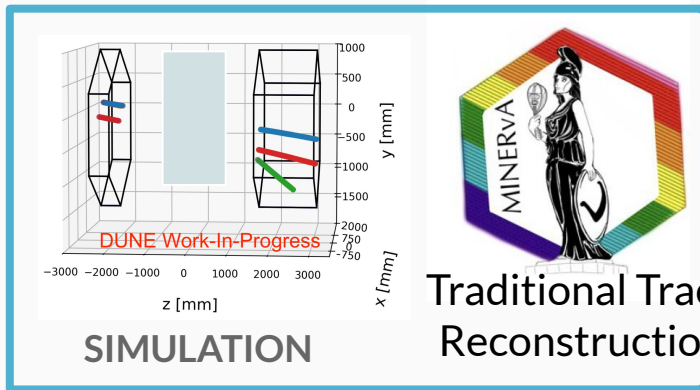 1000
500
0
−500
−1000
−1500
2000
750
0
−750
y [mm]
x [mm]
DUNE Work-In-Progress
−3000 −2000 −1000 0 1000 2000 3000
z [mm]
SIMULATION
MINERνA
Traditional Trac
Reconstructio